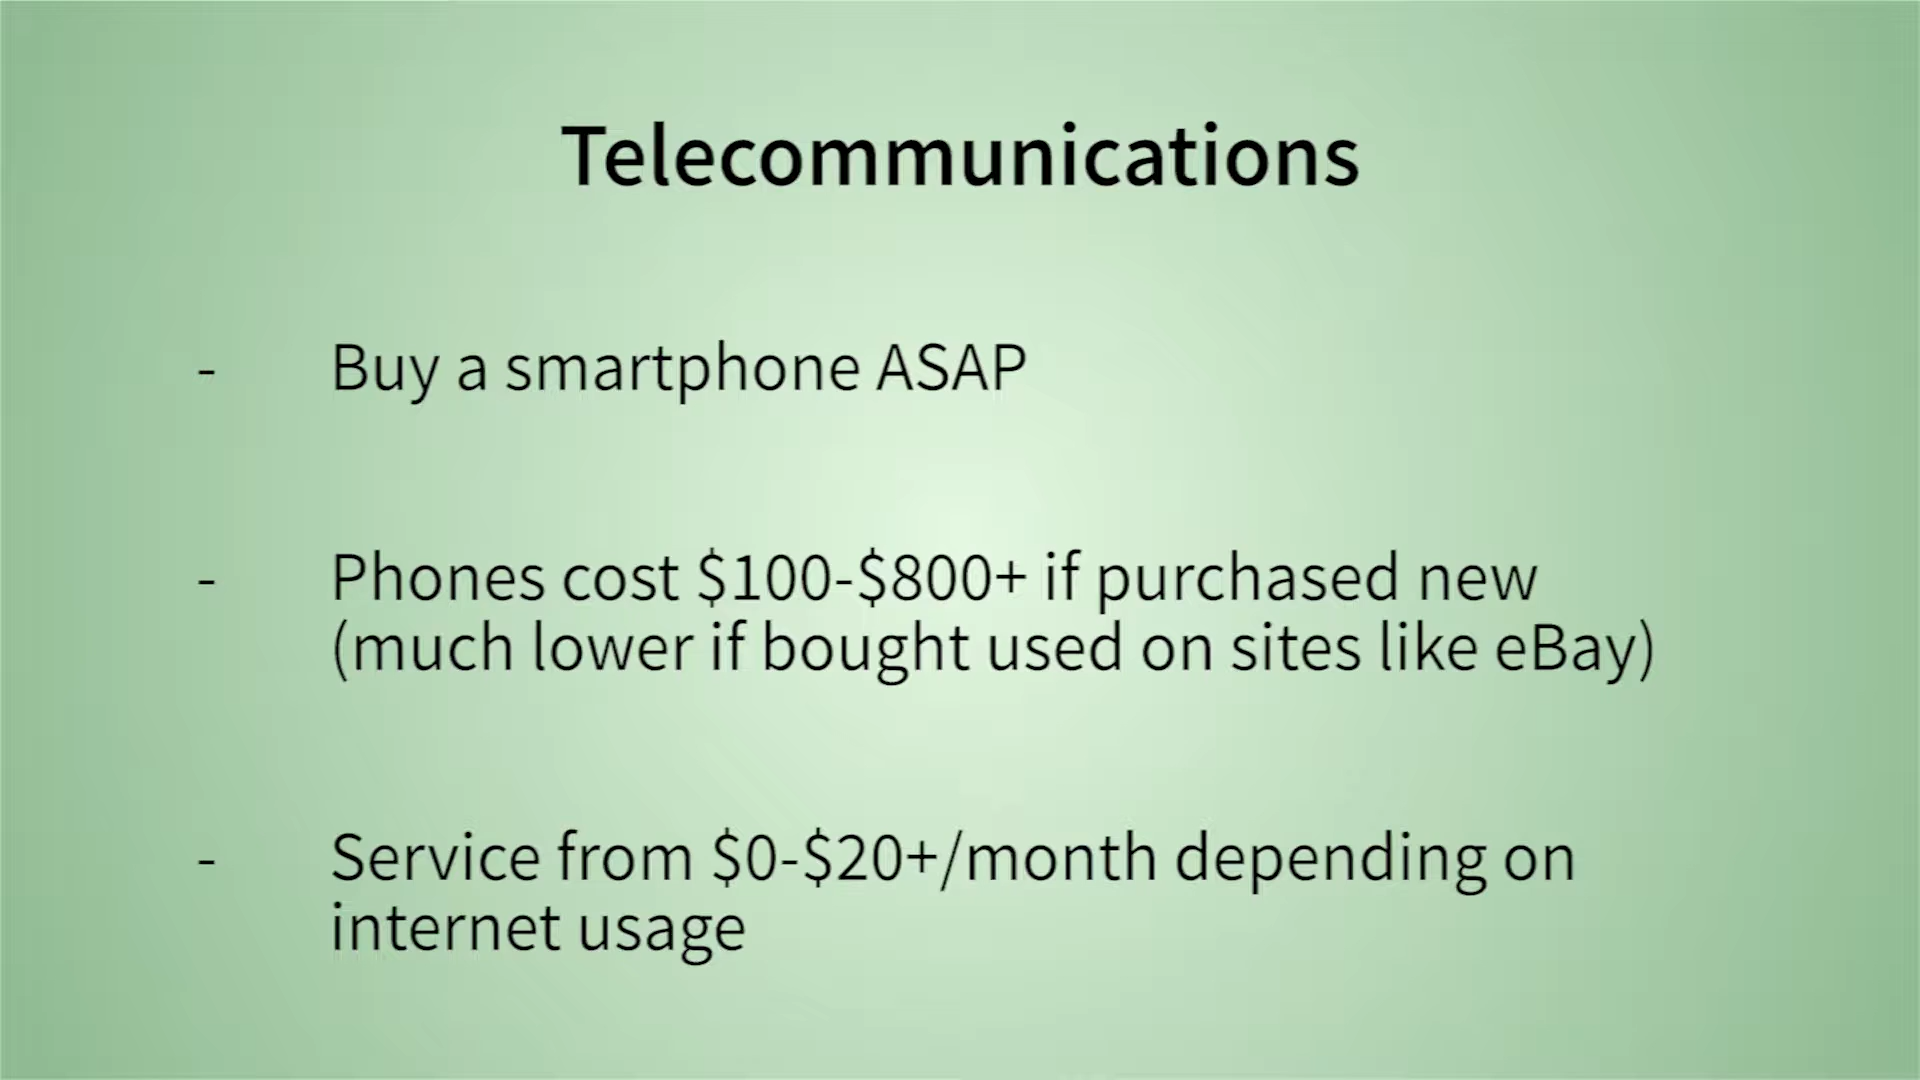 Telecommunications
- Buy a smartphone ASAP
- Phones cost $100-$800+ if purchased new
(much lower if bought used on sites like eBay)
- Service from $0-$20+/month depending on
internet usage